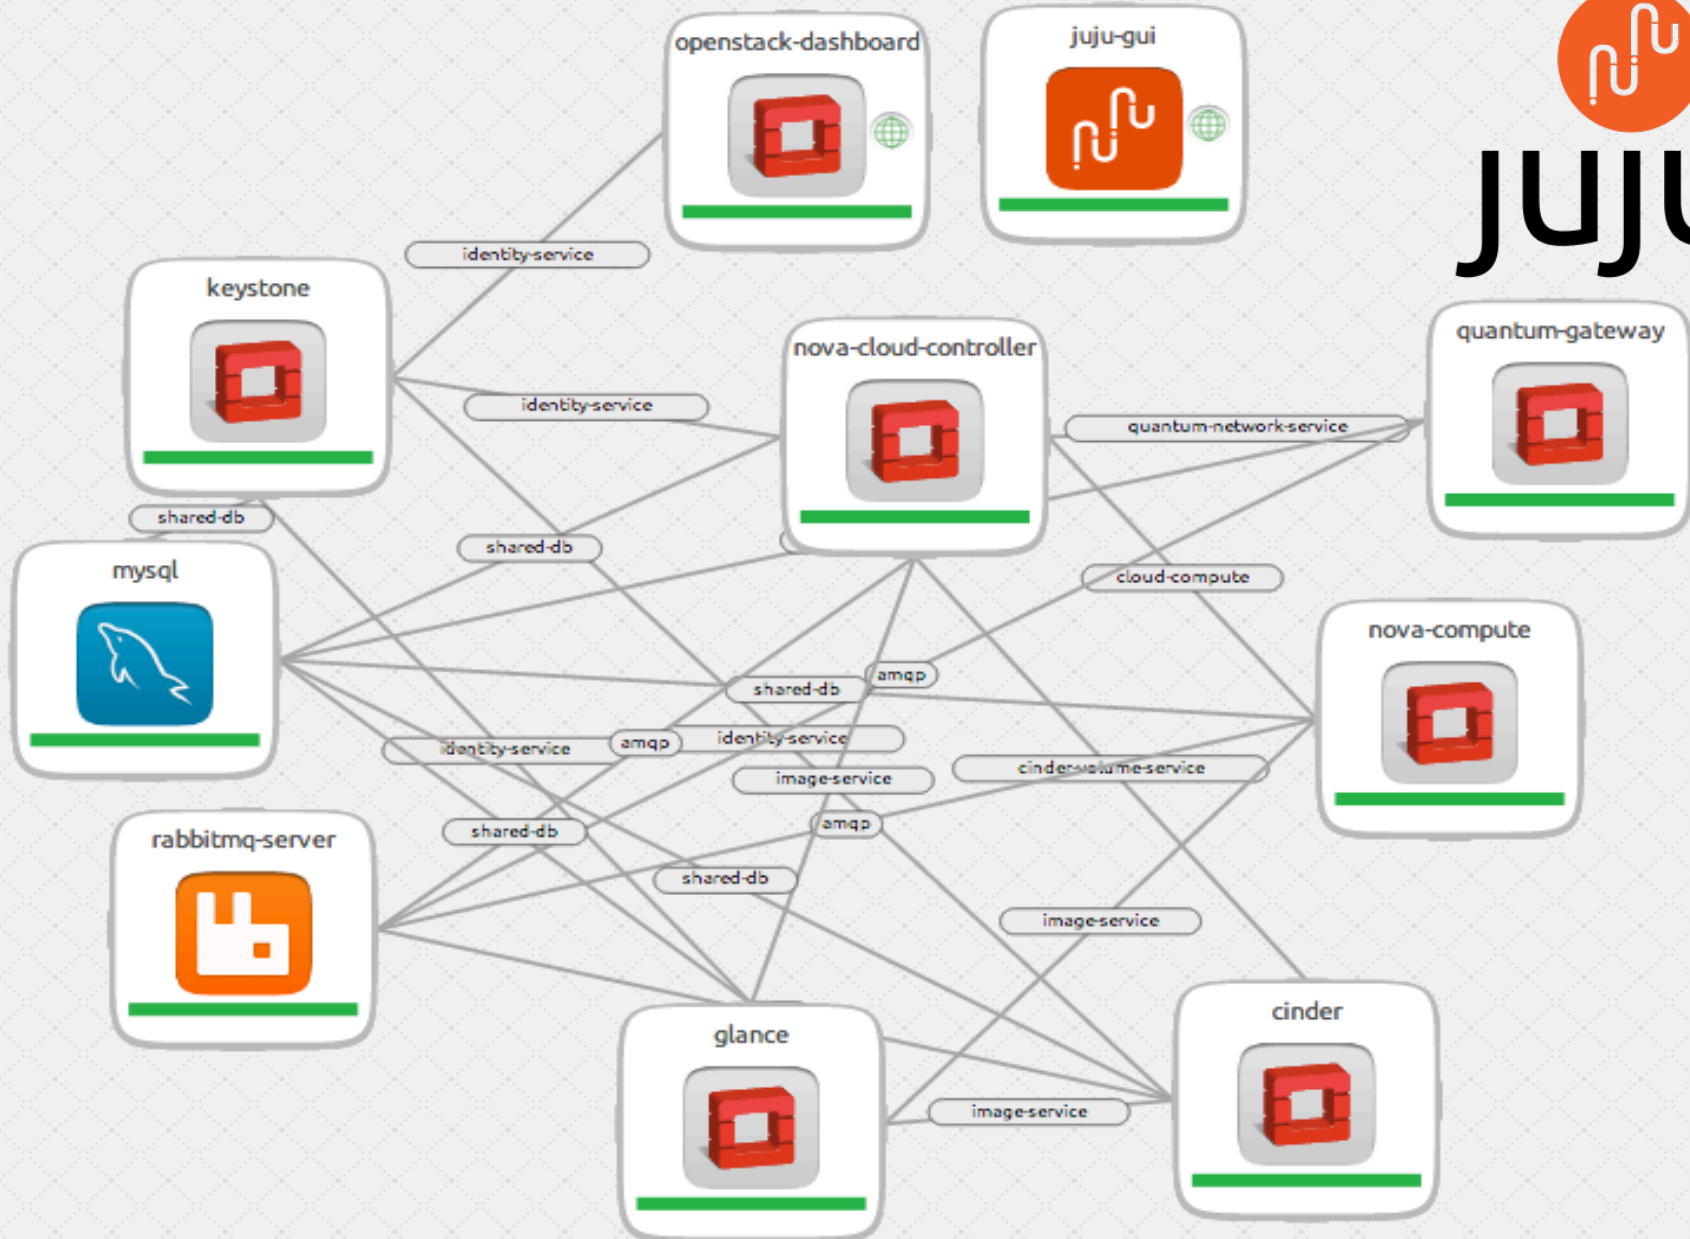 openstack-dashboard
juju-gui
juju
identity-service
keystone
quantum-gateway
nova-cloud-controller
identity-service
quantum-network-service
shared-db
shared-db
mysql
cloud-compute
nova-compute
amqp
shared-db
identity-service
amqp
identity-service
image-service
cinder-volume-service
rabbitmq-server
shared-db
amqp
shared-db
image-service
glance
cinder
image-service